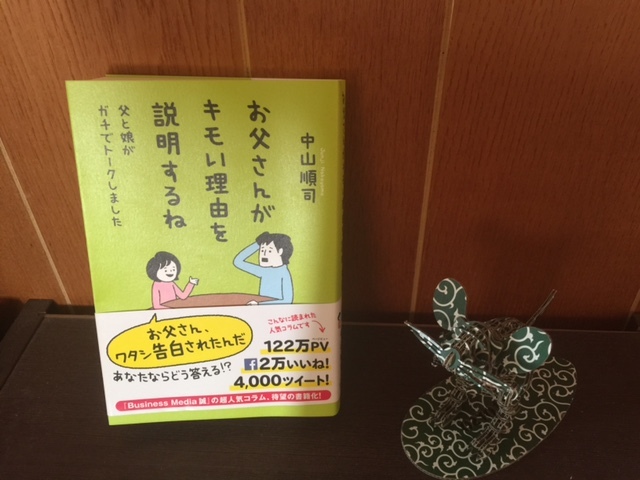 お父さんが
キモい理由を
説明するね
父と娘が
ガチでトークしました
中山順司
お父さん、
ワタシ告白されたんだ
あなたならどう答える!?
こんなに読まれた
人気コラムです
122万PV
f 2万いいね!
4,000ツイート!
「Business Media 誠」の超人気コラム、待望の書籍化!